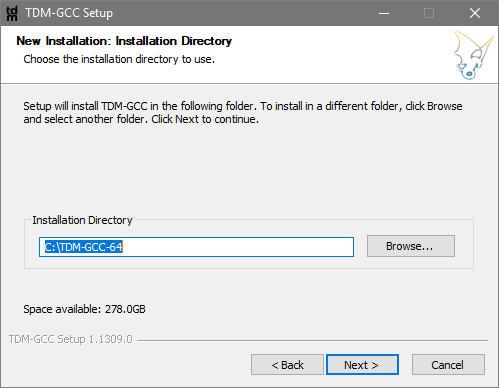 tdm TDM-GCC Setup
New Installation: Installation Directory
Choose the installation directory to use.
Setup will install TDM-GCC in the following folder. To install in a different folder, click Browse
and select another folder. Click Next to continue.
Installation Directory
C:\TDM-GCC-64
Browse...
Space available: 278.0GB
TDM-GCC Setup 1.1309.0
< Back
Next >
Cancel